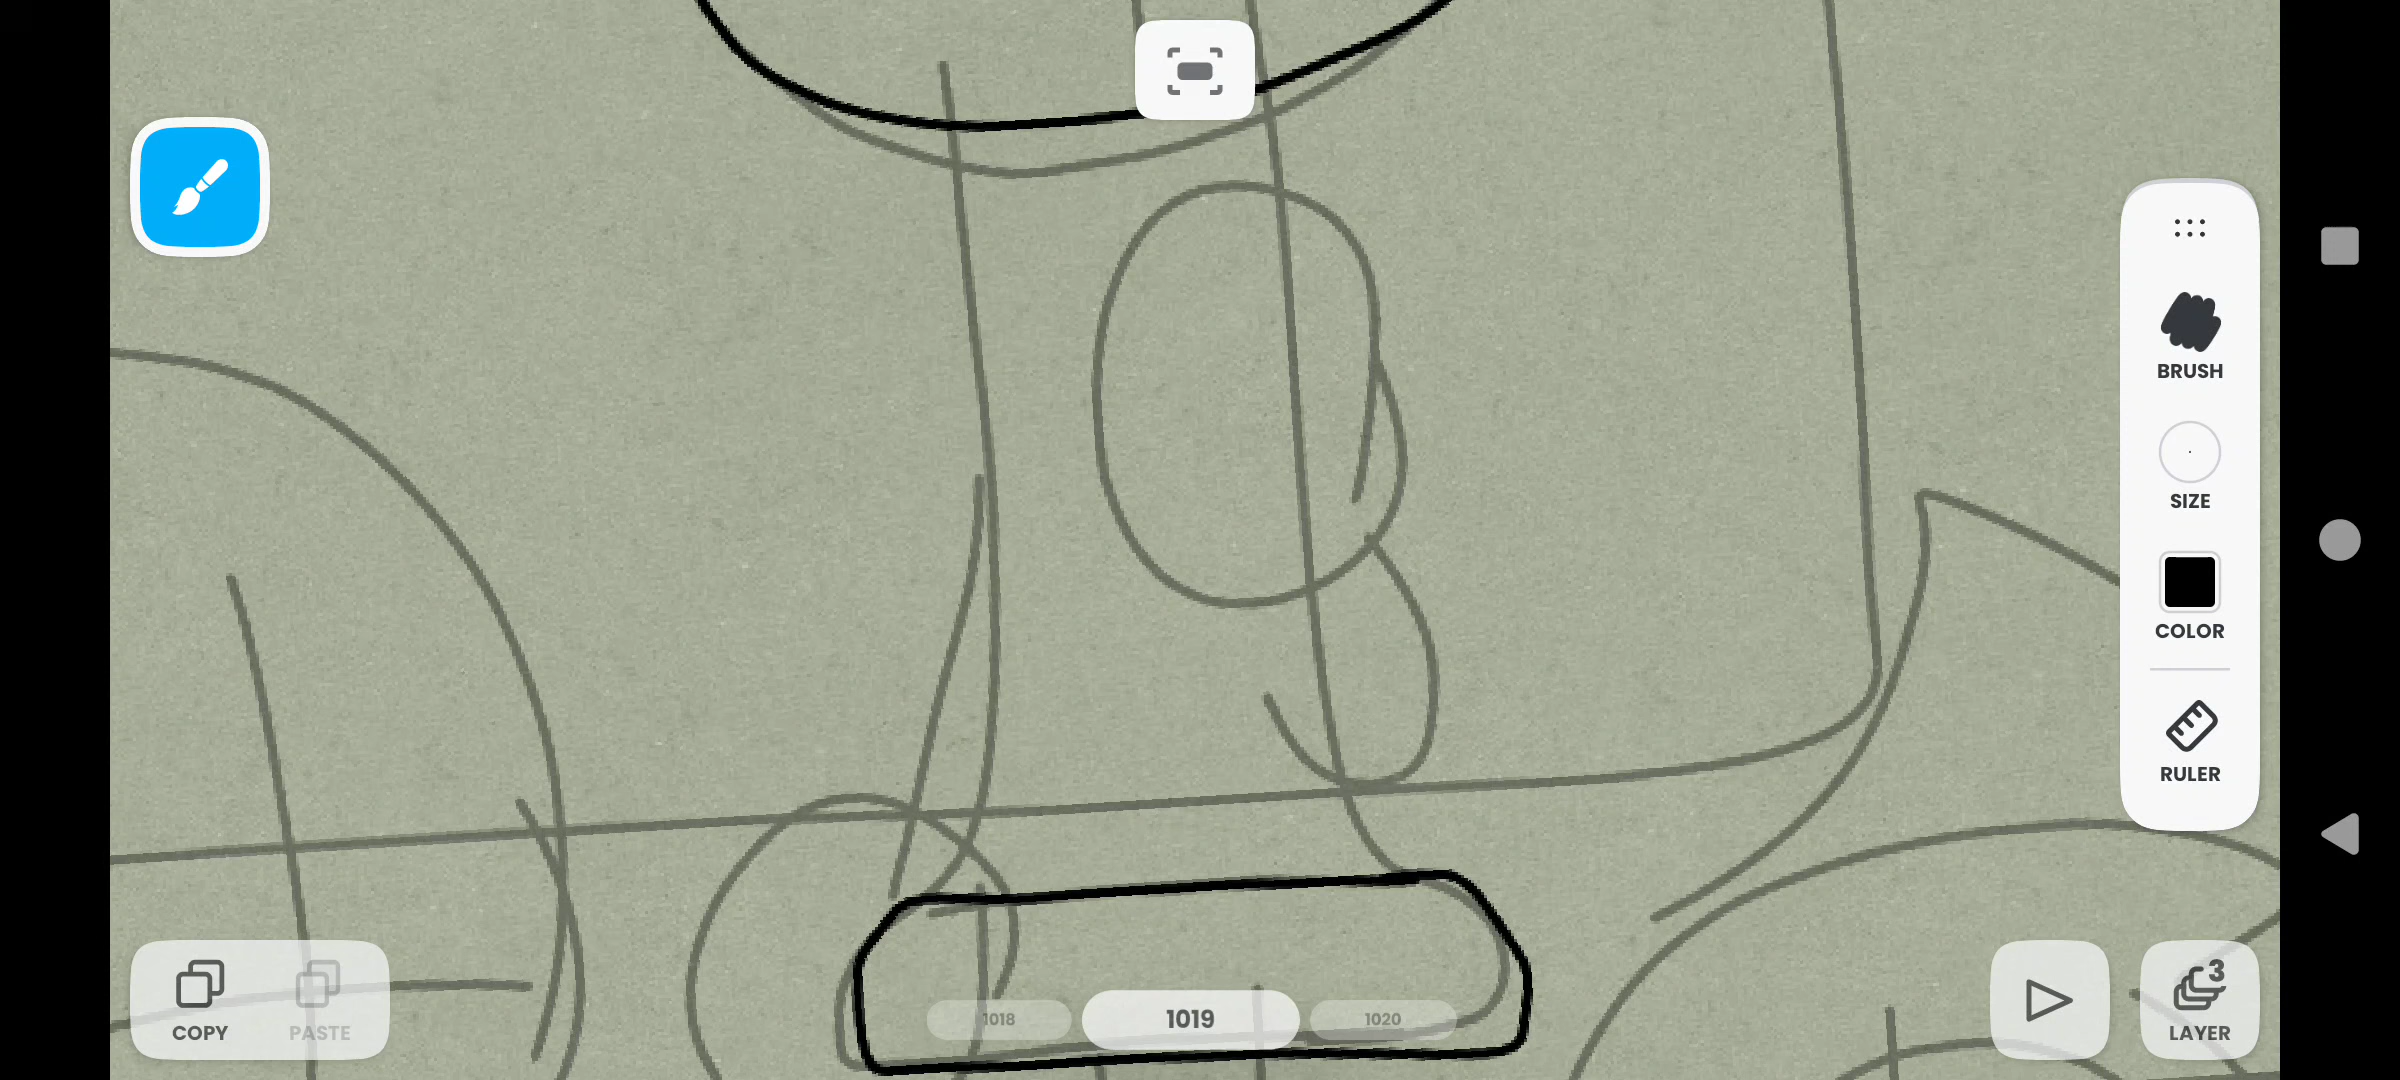 BRUSH
SIZE
COLOR
RULER
COPY
PASTE
1018
1019
1020
3
LAYER